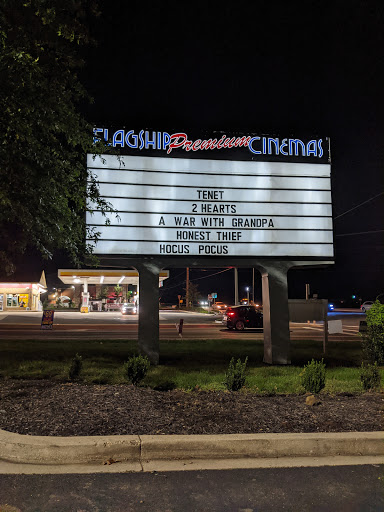 FLAGSHIP Premium CINEMAS
TENET
2 HEARTS
A WAR WITH GRANDPA
HONEST THIEF
HOCUS POCUS